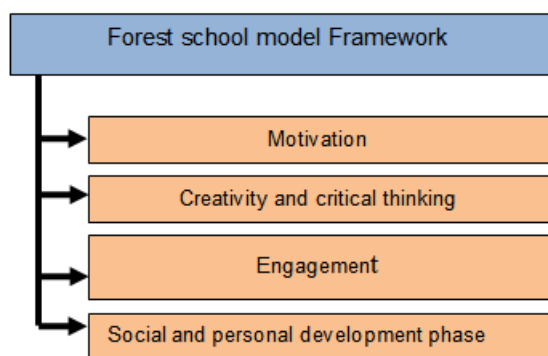 Forest school model Framework
Motivation
Creativity and critical thinking
Engagement
Social and personal development phase